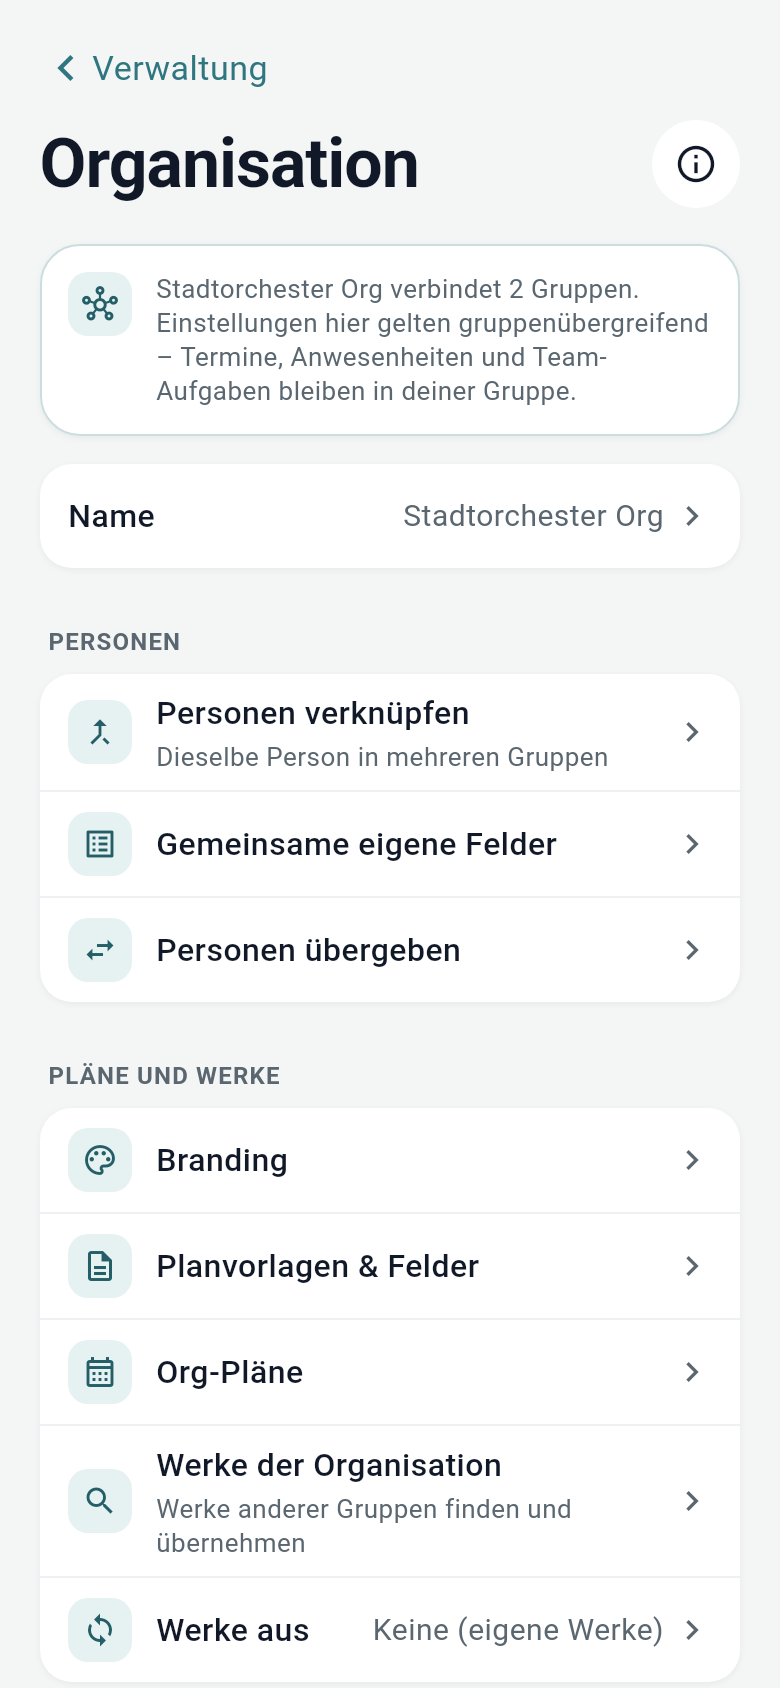 Verwaltung
Organisation
Stadtorchester Org verbindet 2 Gruppen.
Einstellungen hier gelten gruppenübergreifend
– Termine, Anwesenheiten und Team-
Aufgaben bleiben in deiner Gruppe.
Name Stadtorchester Org
PERSONEN
Personen verknüpfen
Dieselbe Person in mehreren Gruppen
Gemeinsame eigene Felder
Personen übergeben
PLÄNE UND WERKE
Branding
Planvorlagen & Felder
Org-Pläne
Werke der Organisation
Werke anderer Gruppen finden und
übernehmen
Werke aus Keine (eigene Werke)